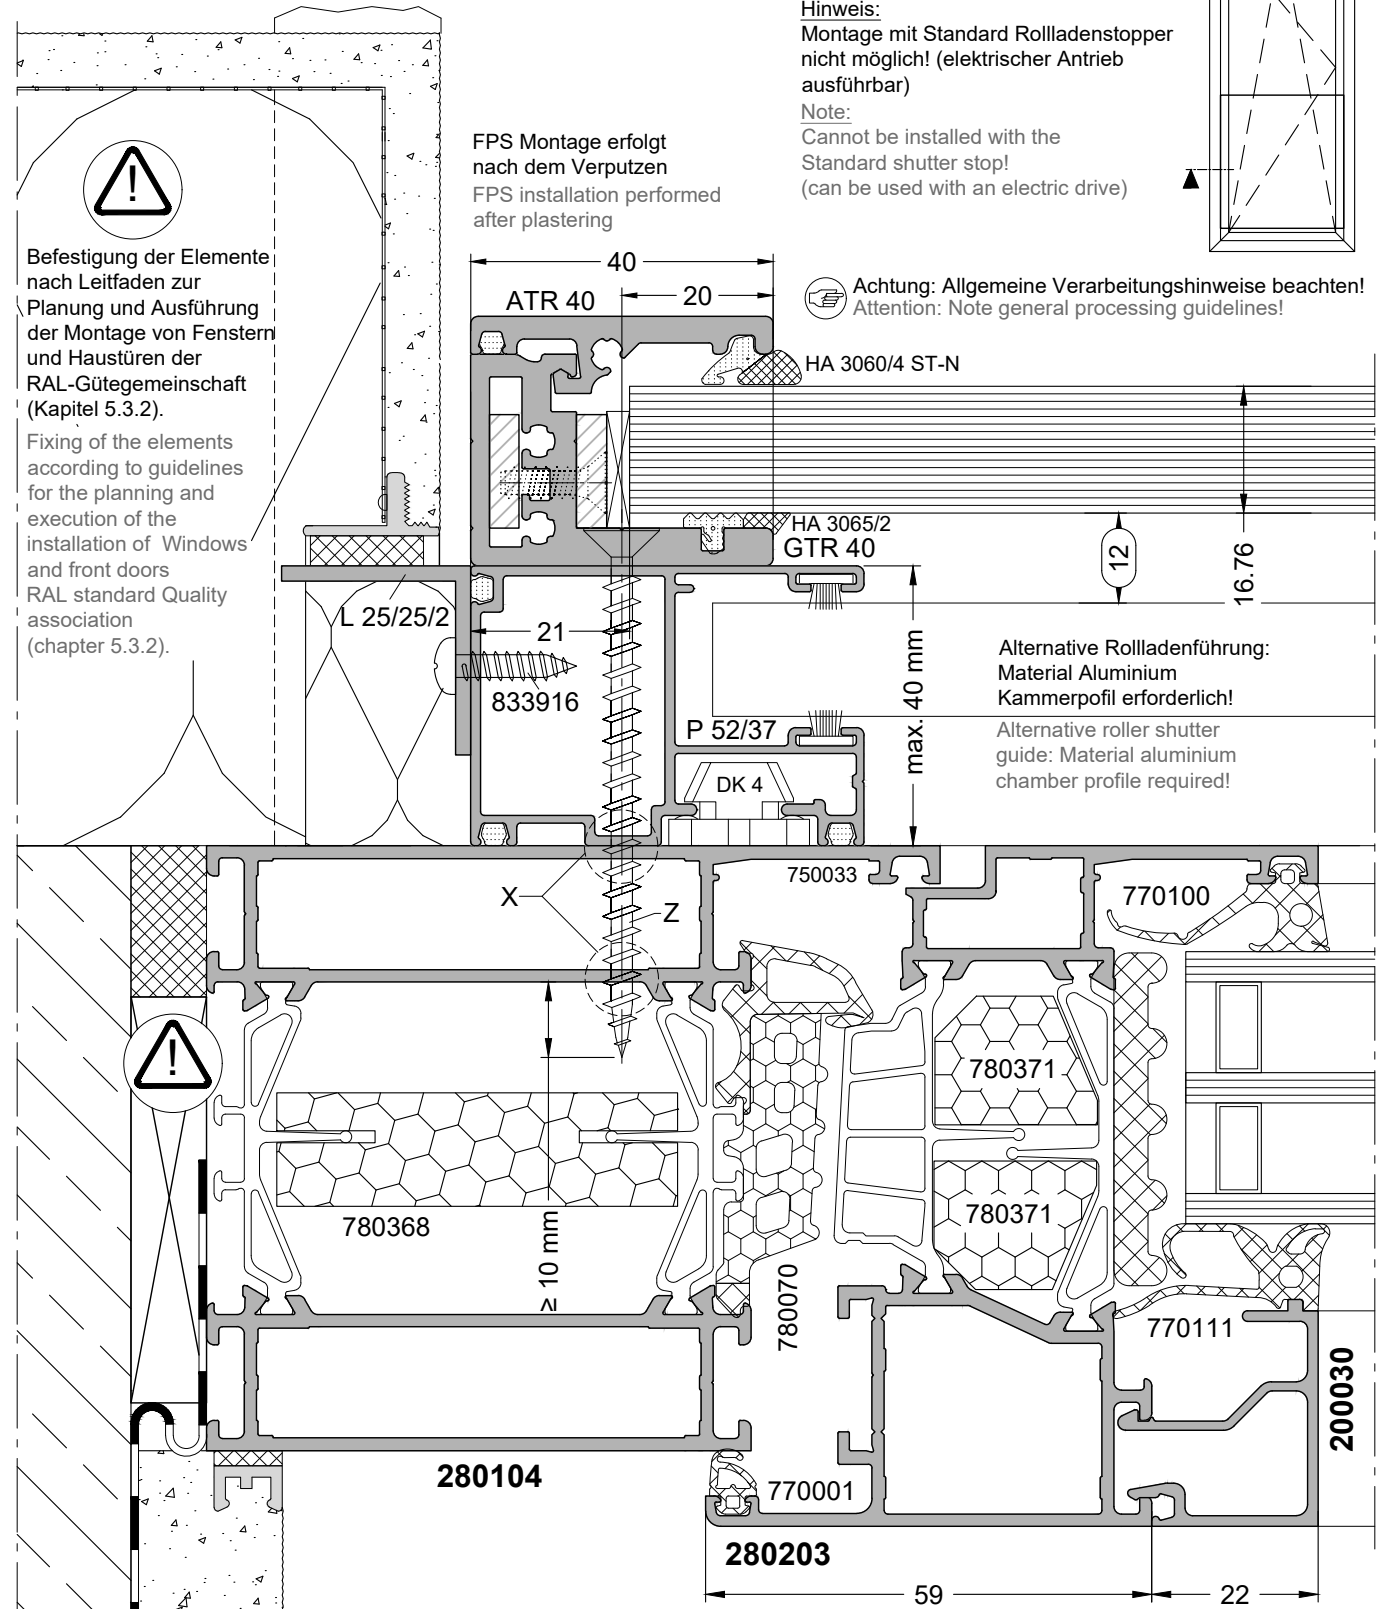 Hinweis:
Montage mit Standard Rollladenstopper
nicht möglich! (elektrischer Antrieb
ausführbar)
Note:
Cannot be installed with the
Standard shutter stop!
(can be used with an electric drive)
FPS Montage erfolgt
nach dem Verputzen
FPS installation performed
after plastering
!
Befestigung der Elemente
nach Leitfaden zur
Planung und Ausführung
der Montage von Fenstern
und Haustüren der
RAL-Gütegemeinschaft
(Kapitel 5.3.2).
Fixing of the elements
according to guidelines
for the planning and
execution of the
installation of Windows
and front doors
RAL standard Quality
association
(chapter 5.3.2).
40
ATR 40
20
Achtung: Allgemeine Verarbeitungshinweise beachten!
Attention: Note general processing guidelines!
HA 3060/4 ST-N
HA 3065/2
GTR 40
12
16.76
L 25/25/2
21
833916
max. 40 mm
P 52/37
DK 4
Alternative Rollladenführung:
Material Aluminium
Kammerpofil erforderlich!
Alternative roller shutter
guide: Material aluminium
chamber profile required!
750033
770100
X
Z
!
780371
780368
780371
≥ 10 mm
780070
770111
200030
280104
770001
280203
59
22